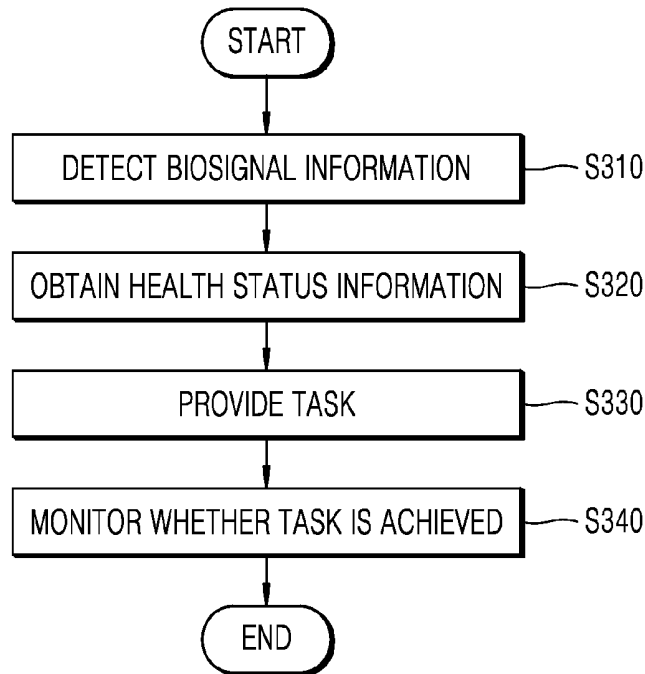 START
DETECT BIOSIGNAL INFORMATION S310
OBTAIN HEALTH STATUS INFORMATION S320
PROVIDE TASK S330
MONITOR WHETHER TASK IS ACHIEVED S340
END